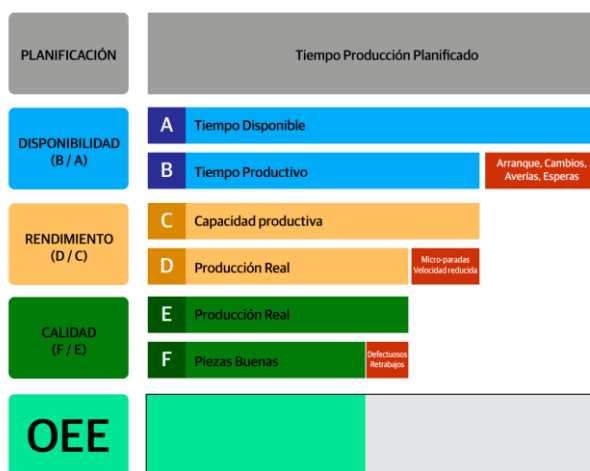 PLANIFICACIÓN
Tiempo Producción Planificado
DISPONIBILIDAD
(B / A)
A Tiempo Disponible
B Tiempo Productivo
Arranque, Cambios,
Averías, Esperas
RENDIMIENTO
(D / C)
C Capacidad productiva
D Producción Real
Micro-paradas
Velocidad reducida
CALIDAD
(F / E)
E Producción Real
F Piezas Buenas
Defectuosos
Retrabajos
OEE